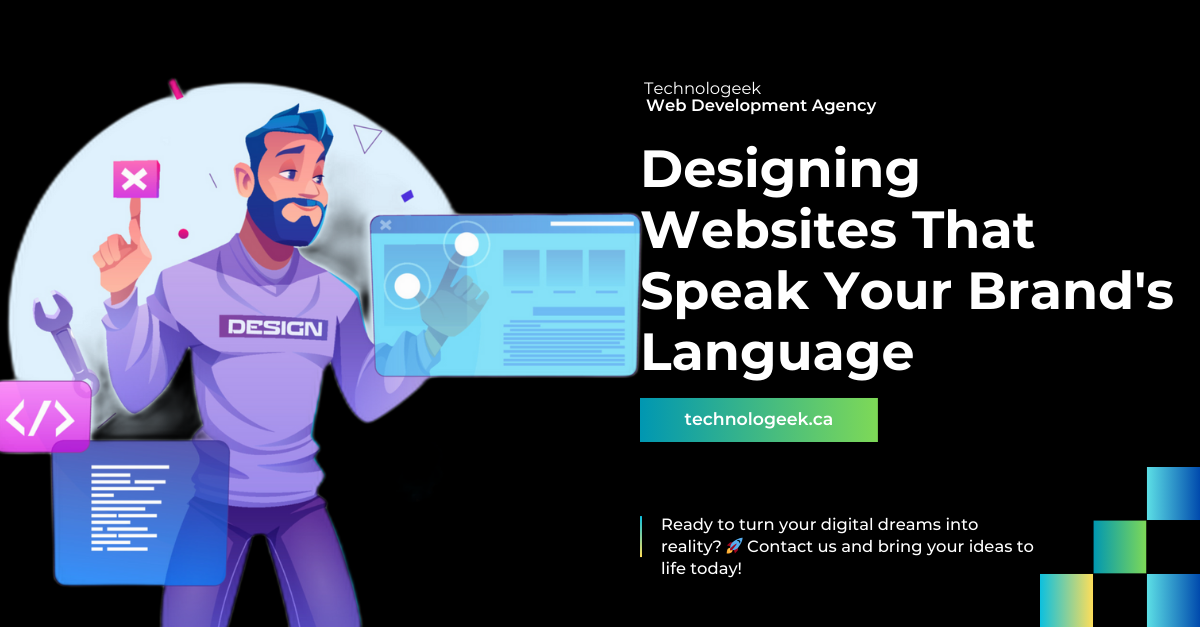 Technologeek
Web Development Agency
Designing
Websites That
Speak Your Brand's
Language
technologeek.ca
Ready to turn your digital dreams into
reality? 🚀 Contact us and bring your ideas to
life today!
DESIGN
</>